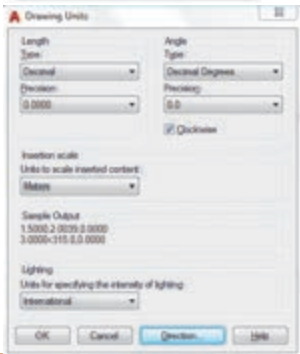 Drawing Units
Length
Type:
Decimal
Precision:
0.0000
Angle
Type:
Decimal Degrees
Precision:
0.0
Clockwise
Insertion scale
Units to scale inserted content:
Meters
Sample Output
1.5000,2.0039,0.0000
3.0000<315.0,0.0000
Lighting
Units for specifying the intensity of lighting:
International
OK
Cancel
Direction...
Help